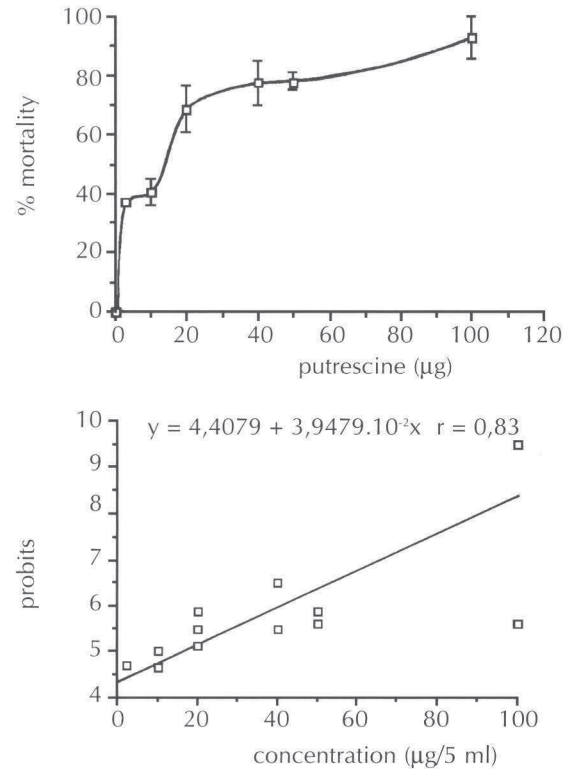 100
80
60
40
20
0
% mortality
0 20 40 60 80 100 120
putrescine (µg)
y = 4,4079 + 3,9479.10⁻²x r = 0,83
10
9
8
7
6
5
4
probits
0 20 40 60 80 100
concentration (µg/5 ml)